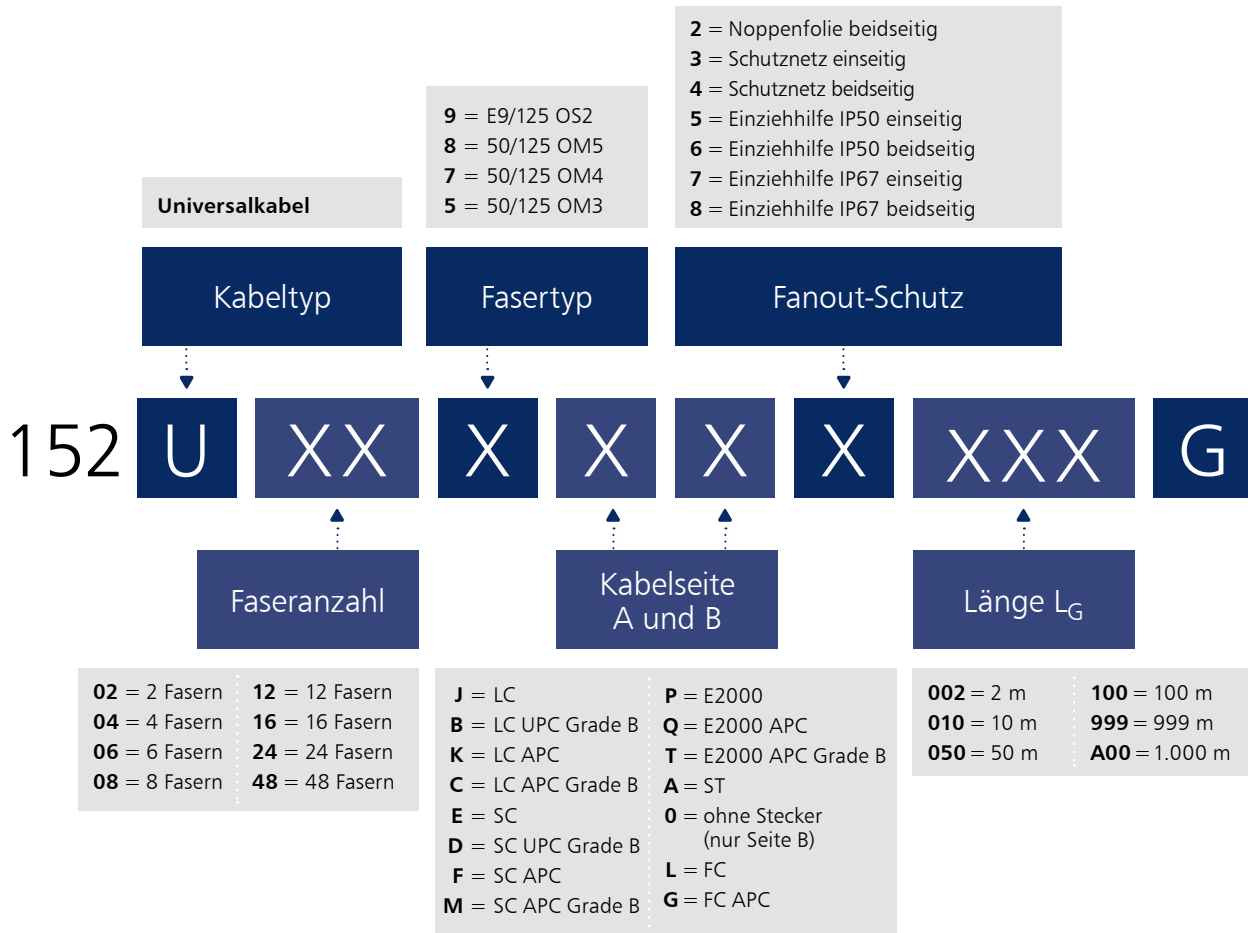 2 = Noppenfolie beidseitig
3 = Schutznetz einseitig
4 = Schutznetz beidseitig
5 = Einziehhilfe IP50 einseitig
6 = Einziehhilfe IP50 beidseitig
7 = Einziehhilfe IP67 einseitig
8 = Einziehhilfe IP67 beidseitig
9 = E9/125 OS2
8 = 50/125 OM5
7 = 50/125 OM4
5 = 50/125 OM3
Universalkabel
Kabeltyp
Fasertyp
Fanout-Schutz
152 U XX X X X X XXX G
Faseranzahl
Kabelseite
A und B
Länge LG
02 = 2 Fasern
04 = 4 Fasern
06 = 6 Fasern
08 = 8 Fasern
12 = 12 Fasern
16 = 16 Fasern
24 = 24 Fasern
48 = 48 Fasern
J = LC
B = LC UPC Grade B
K = LC APC
C = LC APC Grade B
E = SC
D = SC UPC Grade B
F = SC APC
M = SC APC Grade B
P = E2000
Q = E2000 APC
T = E2000 APC Grade B
A = ST
0 = ohne Stecker
(nur Seite B)
L = FC
G = FC APC
002 = 2 m
010 = 10 m
050 = 50 m
100 = 100 m
999 = 999 m
A00 = 1.000 m